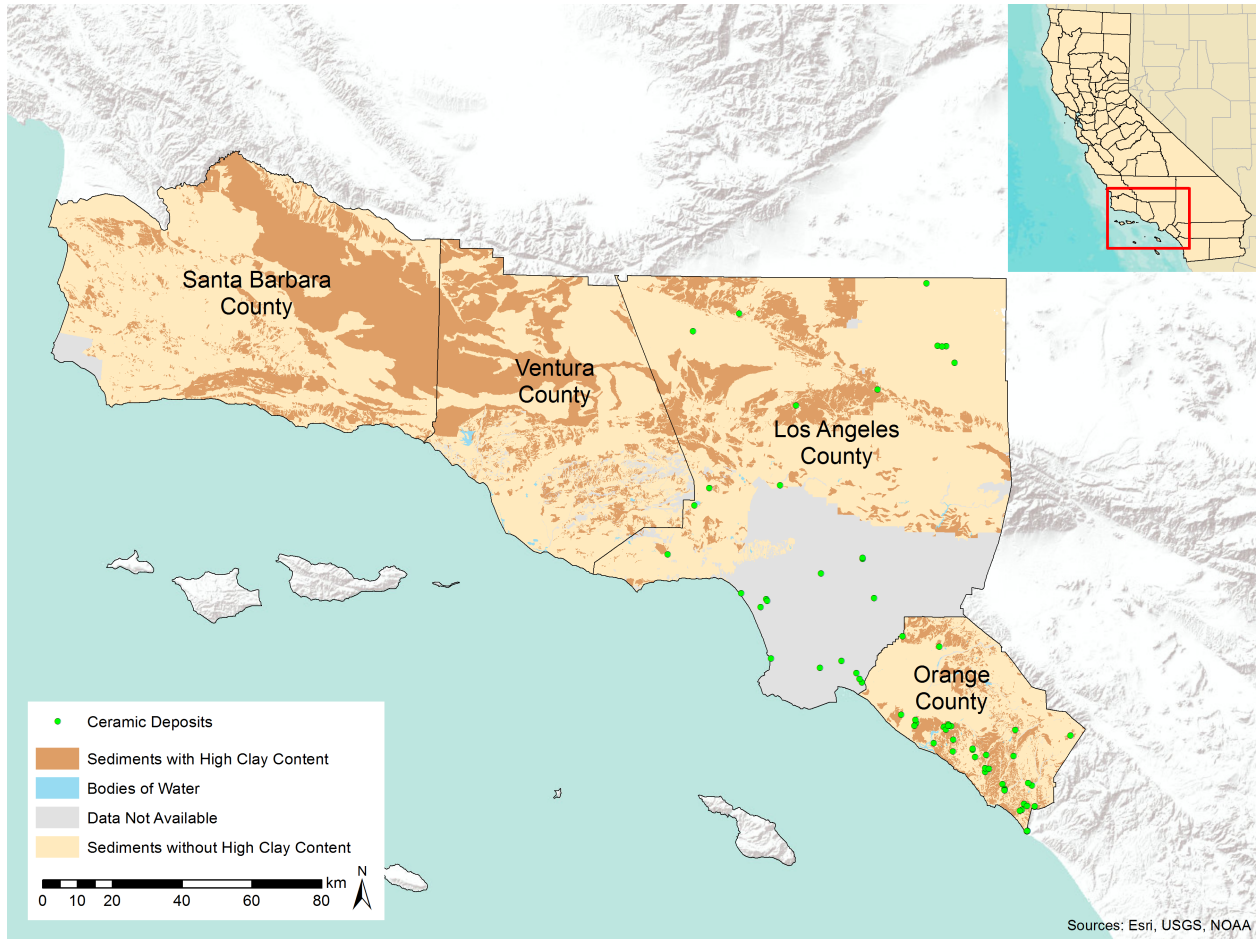 Santa Barbara
County
Ventura
County
Los Angeles
County
Orange
County
Ceramic Deposits
Sediments with High Clay Content
Bodies of Water
Data Not Available
Sediments without High Clay Content
km
N
0 10 20 40 60 80
Sources: Esri, USGS, NOAA